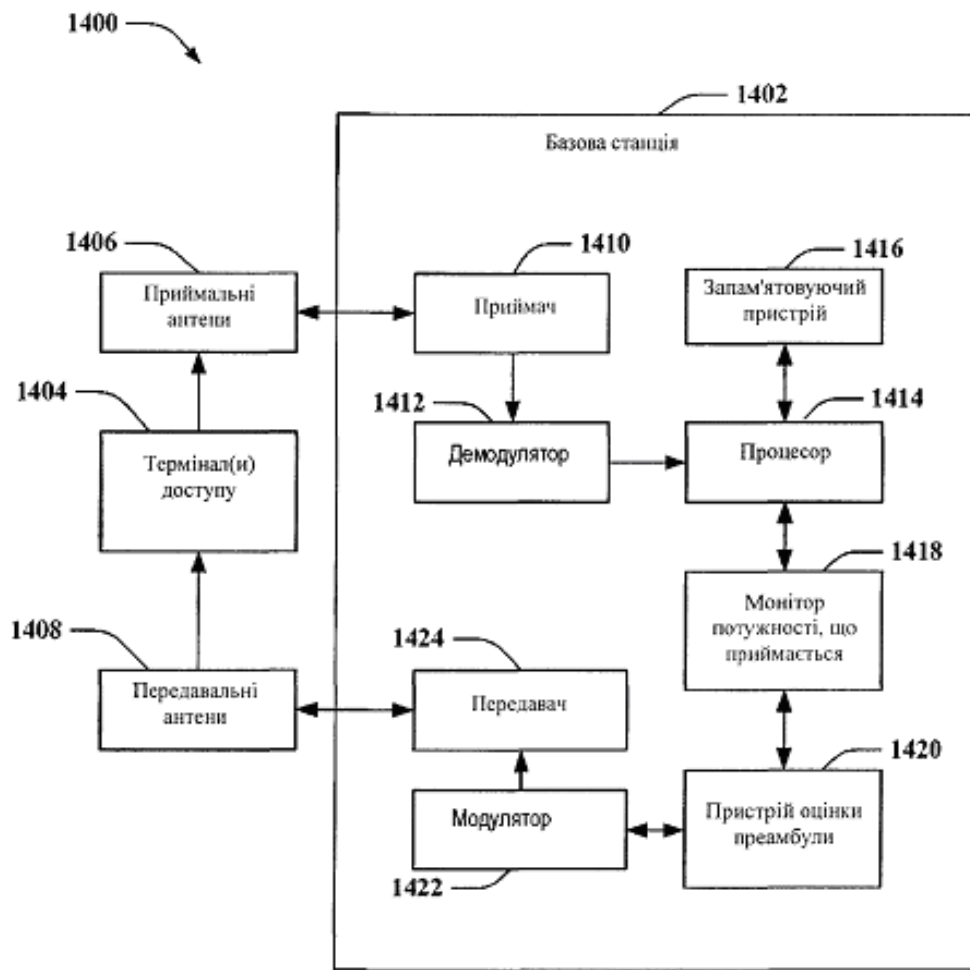 1400
1402
Базова станція
1406
Приймальні
антени
1410
Приймач
1416
Запам'ятовуючий
пристрій
1404
Термінал(и)
доступу
1412
Демодулятор
1414
Процесор
1418
Монітор
потужності, що
приймається
1408
Передавальні
антени
1424
Передавач
1420
Пристрій оцінки
преамбули
Модулятор
1422